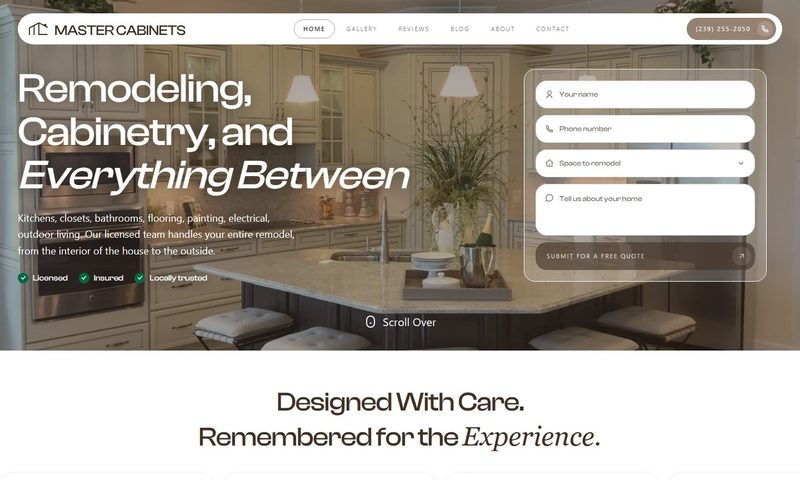 MASTER CABINETS
HOME
GALLERY
REVIEWS
BLOG
ABOUT
CONTACT
(239) 255-2050
Remodeling,
Cabinetry, and
Everything Between
Kitchens, closets, bathrooms, flooring, painting, electrical,
outdoor living. Our licensed team handles your entire remodel,
from the interior of the house to the outside.
Licensed
Insured
Locally trusted
Your name
Phone number
Space to remodel
Tell us about your home
SUBMIT FOR A FREE QUOTE
Scroll Over
Designed With Care.
Remembered for the Experience.